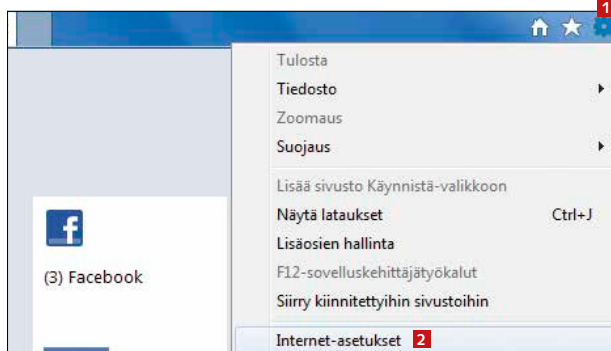 1
Tulosta
Tiedosto
Zoomaus
Suojaus
Lisää sivusto Käynnistä-valikkoon
Näytä lataukset Ctrl+J
Lisäosien hallinta
F12-sovelluskehittäjätyökalut
Siirry kiinnitettyihin sivustoihin
Internet-asetukset 2
f
(3) Facebook